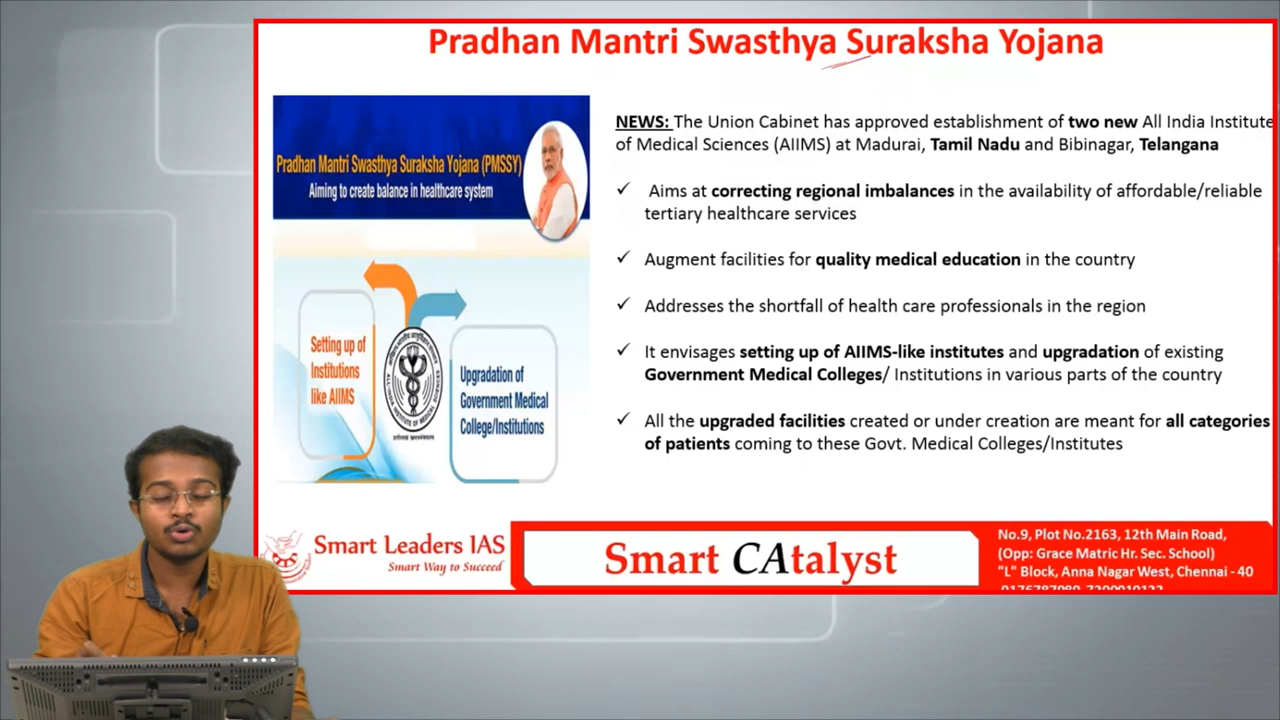 Pradhan Mantri Swasthya Suraksha Yojana
Pradhan Mantri Swasthya Suraksha Yojana (PMSSY)
Aiming to create balance in healthcare system
Setting up of
Institutions
like AIIMS
Upgradation of
Government Medical
College/Institutions
NEWS: The Union Cabinet has approved establishment of two new All India Institute
of Medical Sciences (AIIMS) at Madurai, Tamil Nadu and Bibinagar, Telangana
✓ Aims at correcting regional imbalances in the availability of affordable/reliable
tertiary healthcare services
✓ Augment facilities for quality medical education in the country
✓ Addresses the shortfall of health care professionals in the region
✓ It envisages setting up of AIIMS-like institutes and upgradation of existing
Government Medical Colleges/ Institutions in various parts of the country
✓ All the upgraded facilities created or under creation are meant for all categories
of patients coming to these Govt. Medical Colleges/Institutes
Smart Leaders IAS
Smart Way to Succeed
Smart CAtalyst
No.9, Plot No.2163, 12th Main Road,
(Opp: Grace Matric Hr. Sec. School)
"L" Block, Anna Nagar West, Chennai - 40